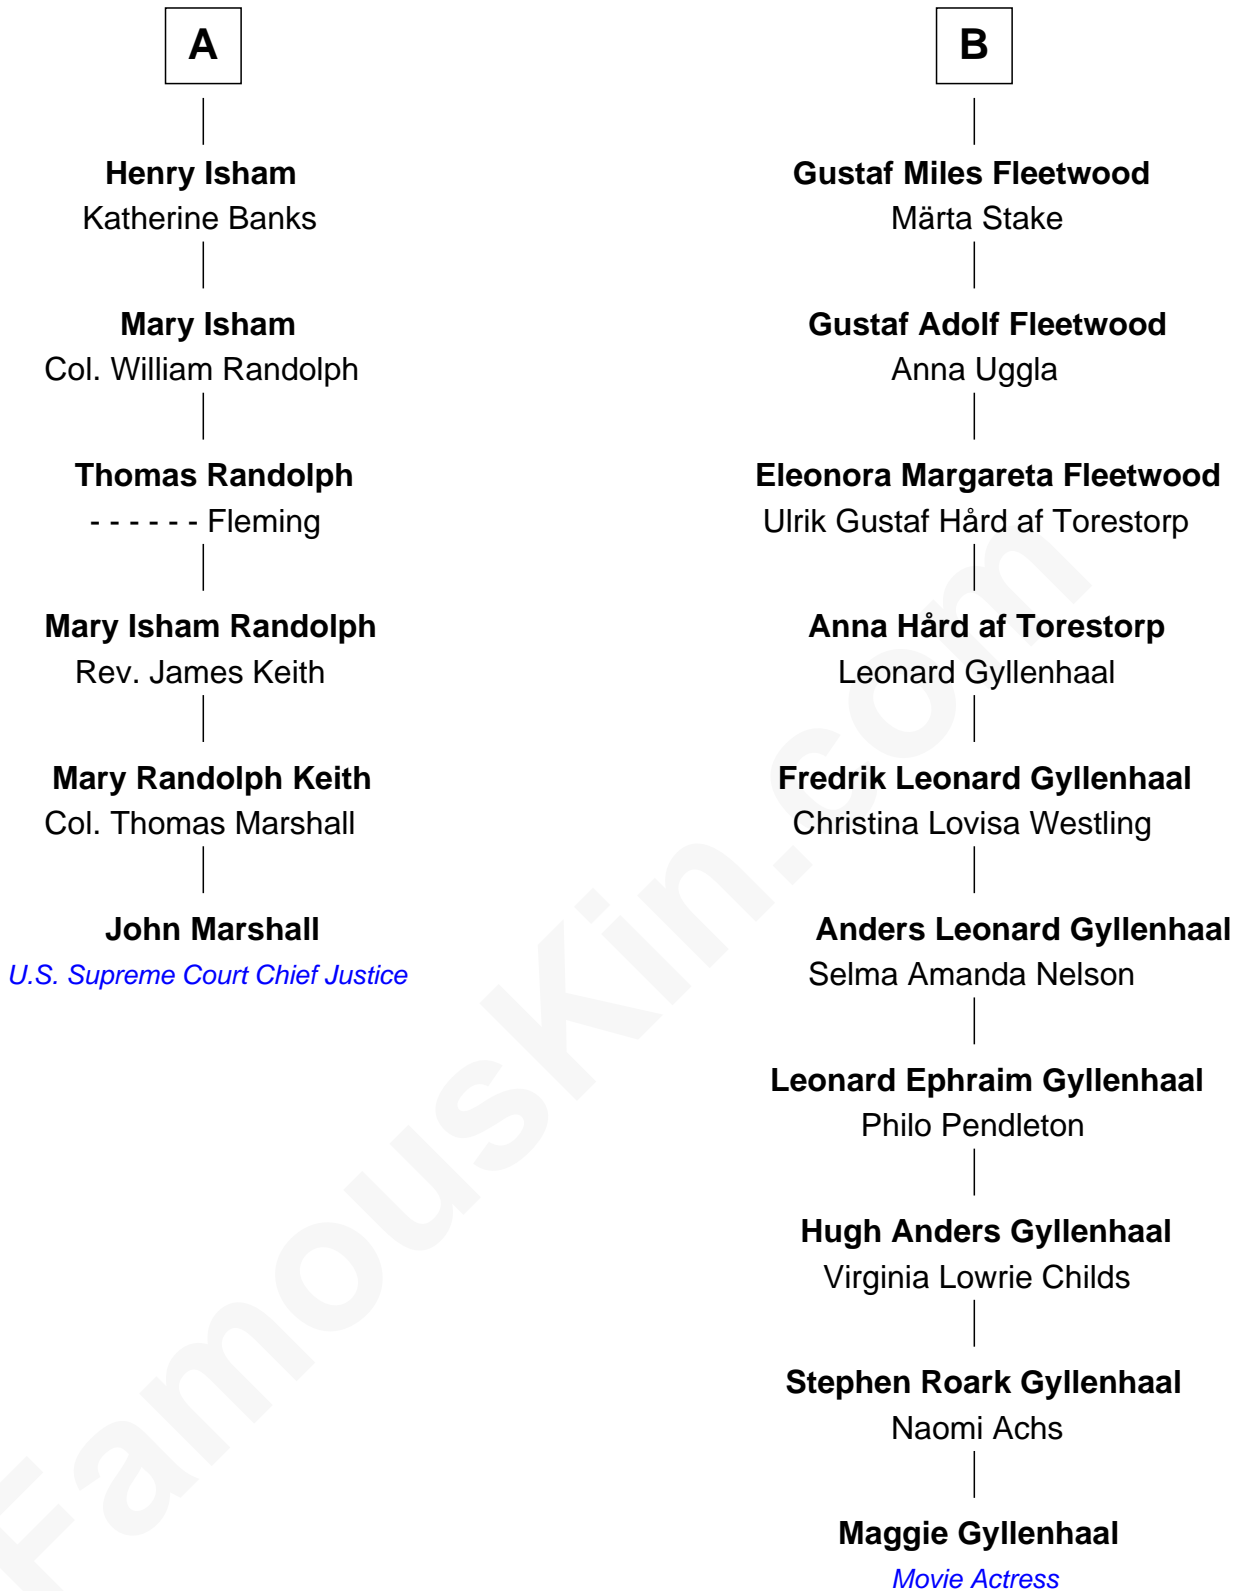 A
Henry Isham
Katherine Banks
Mary Isham
Col. William Randolph
Thomas Randolph
- - - - - - Fleming
Mary Isham Randolph
Rev. James Keith
Mary Randolph Keith
Col. Thomas Marshall
John Marshall
U.S. Supreme Court Chief Justice
B
Gustaf Miles Fleetwood
Märta Stake
Gustaf Adolf Fleetwood
Anna Uggla
Eleonora Margareta Fleetwood
Ulrik Gustaf Hård af Torestorp
Anna Hård af Torestorp
Leonard Gyllenhaal
Fredrik Leonard Gyllenhaal
Christina Lovisa Westling
Anders Leonard Gyllenhaal
Selma Amanda Nelson
Leonard Ephraim Gyllenhaal
Philo Pendleton
Hugh Anders Gyllenhaal
Virginia Lowrie Childs
Stephen Roark Gyllenhaal
Naomi Achs
Maggie Gyllenhaal
Movie Actress
FamousKin.com